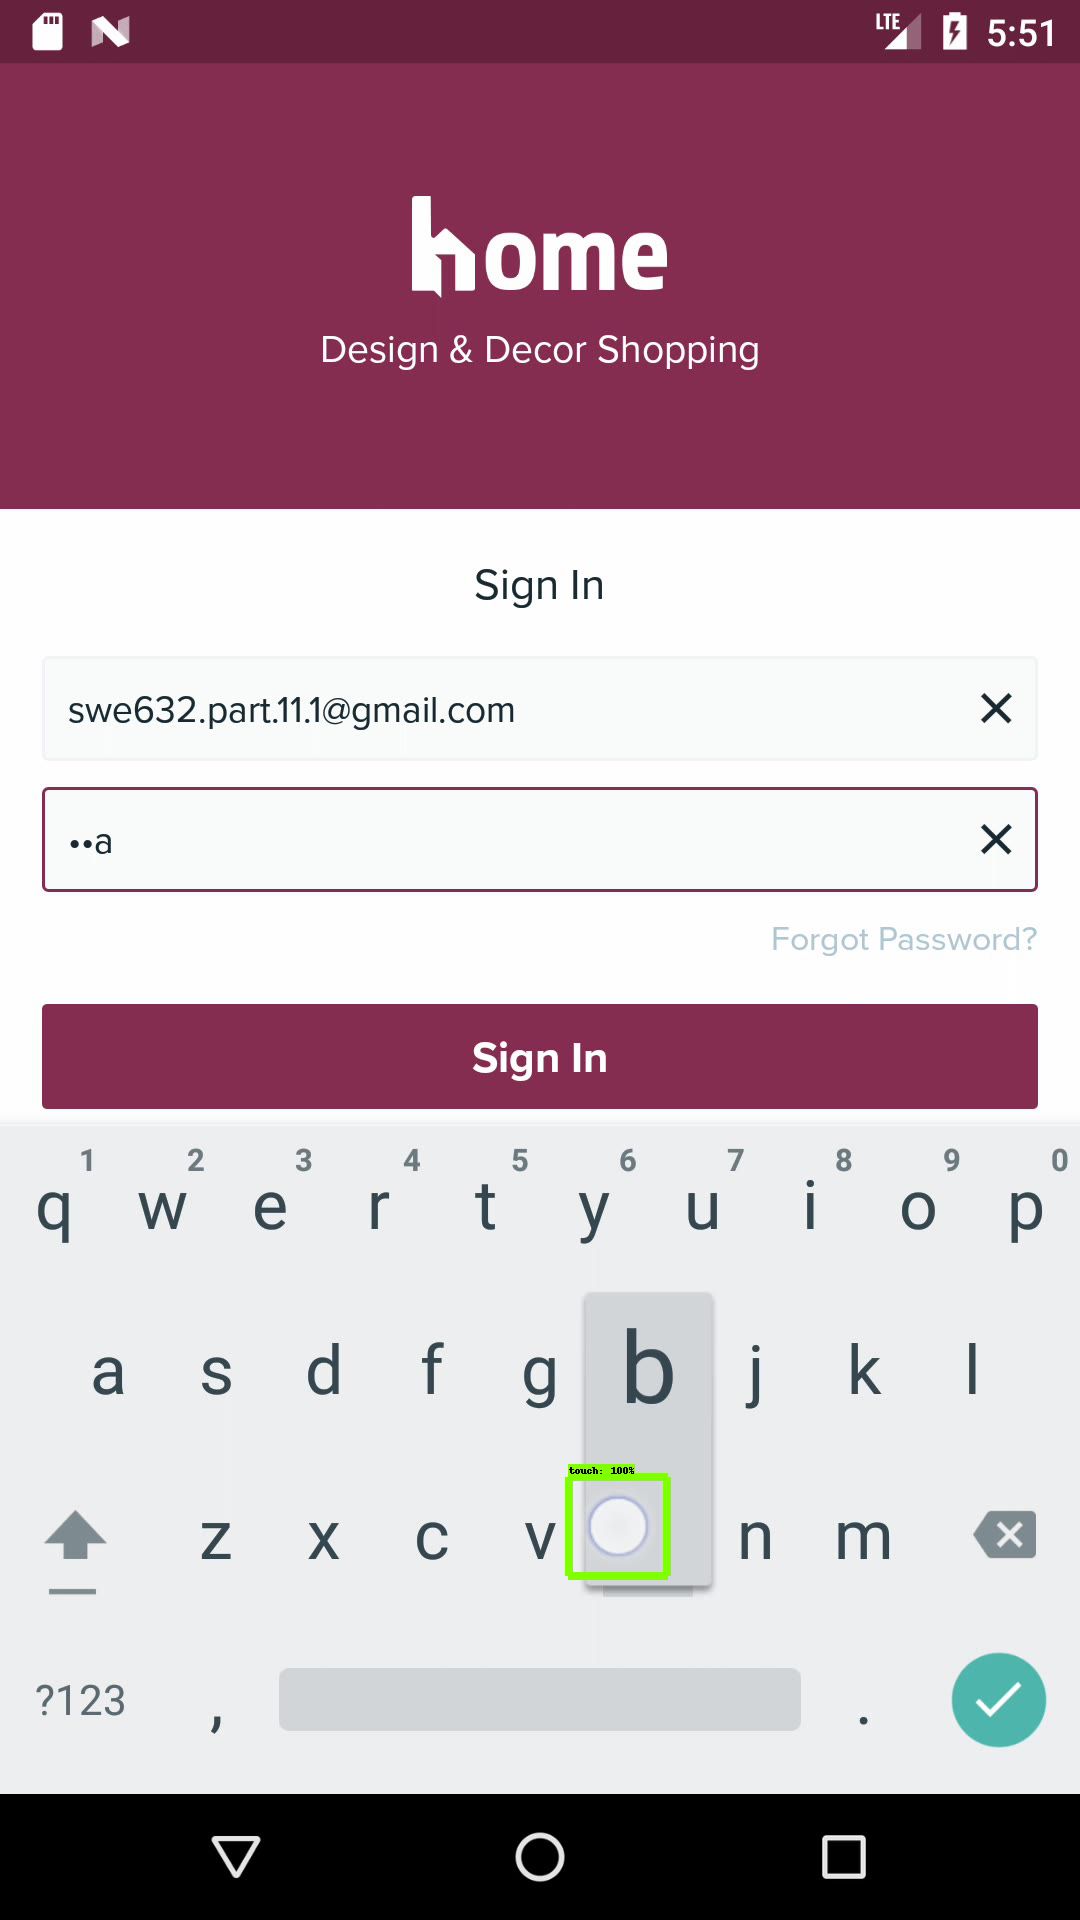 LTE 5:51
home
Design & Decor Shopping
Sign In
swe632.part.11.1@gmail.com
••a
Forgot Password?
Sign In
1 2 3 4 5 6 7 8 9 0
q w e r t y u i o p
a s d f g b j k l
touch: 100%
z x c v n m
?123 , .